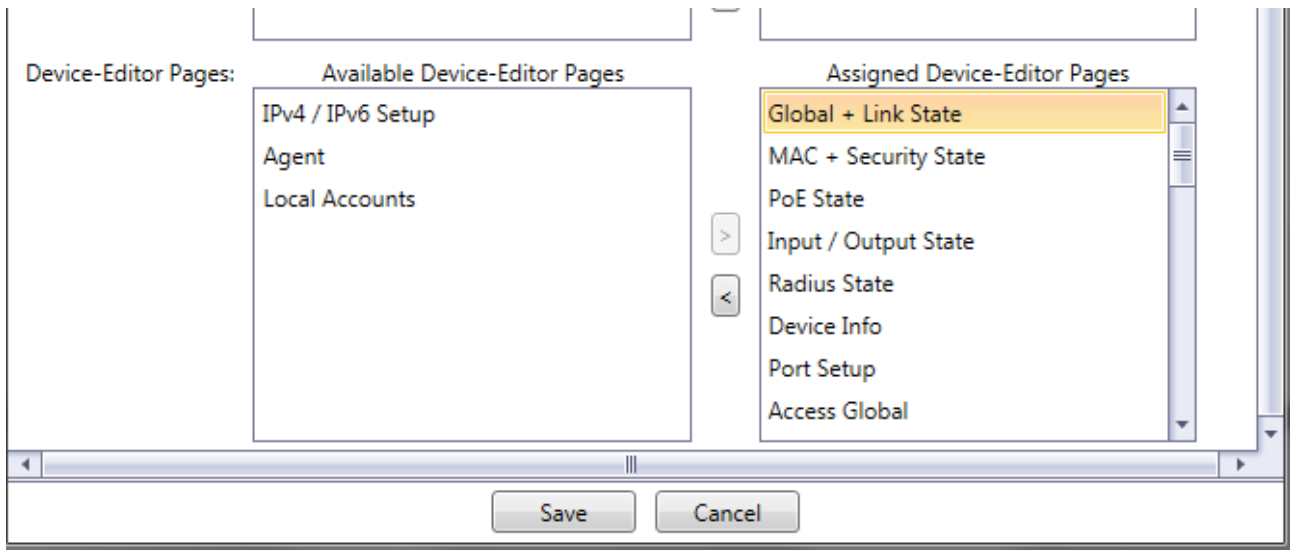 Device-Editor Pages:
Available Device-Editor Pages
IPv4 / IPv6 Setup
Agent
Local Accounts
>
<
Assigned Device-Editor Pages
Global + Link State
MAC + Security State
PoE State
Input / Output State
Radius State
Device Info
Port Setup
Access Global
Save
Cancel